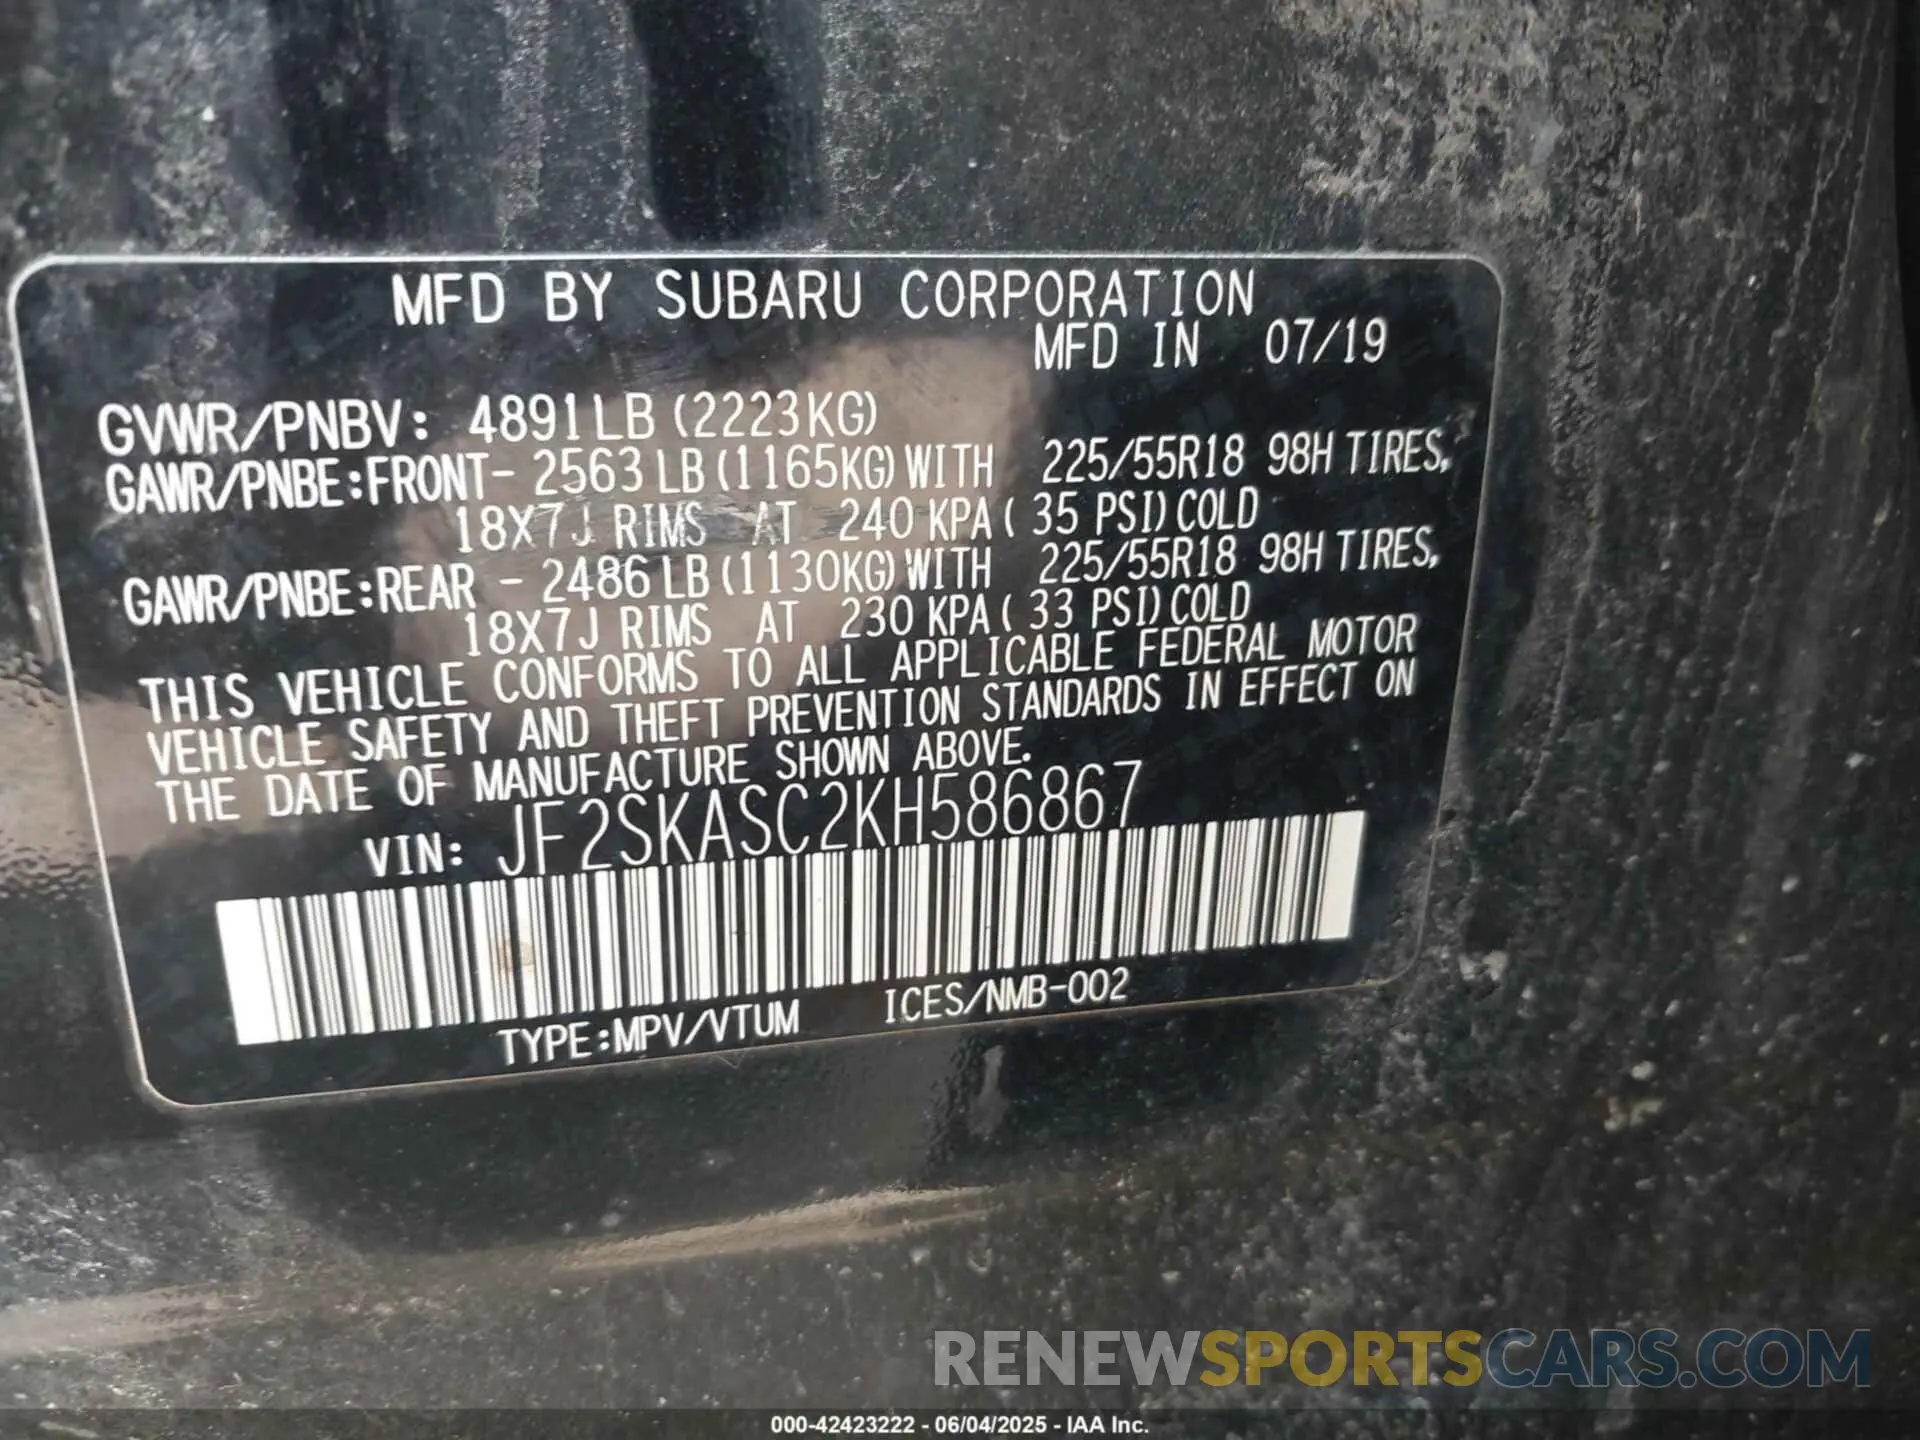 MFD BY SUBARU CORPORATION
MFD IN 07/19
GVWR/PNBV: 4891LB (2223KG)
GAWR/PNBE:FRONT- 2563 LB (1165KG) WITH 225/55R18 98H TIRES,
18X7J RIMS AT 240 KPA ( 35 PSI) COLD
GAWR/PNBE:REAR - 2486 LB (1130KG) WITH 225/55R18 98H TIRES,
18X7J RIMS AT 230 KPA ( 33 PSI) COLD
THIS VEHICLE CONFORMS TO ALL APPLICABLE FEDERAL MOTOR
VEHICLE SAFETY AND THEFT PREVENTION STANDARDS IN EFFECT ON
THE DATE OF MANUFACTURE SHOWN ABOVE.
VIN: JF2SKASC2KH586867
TYPE:MPV/VTUM ICES/NMB-002
RENEWSPORTSCARS.COM
000-42423222 - 06/04/2025 - IAA Inc.